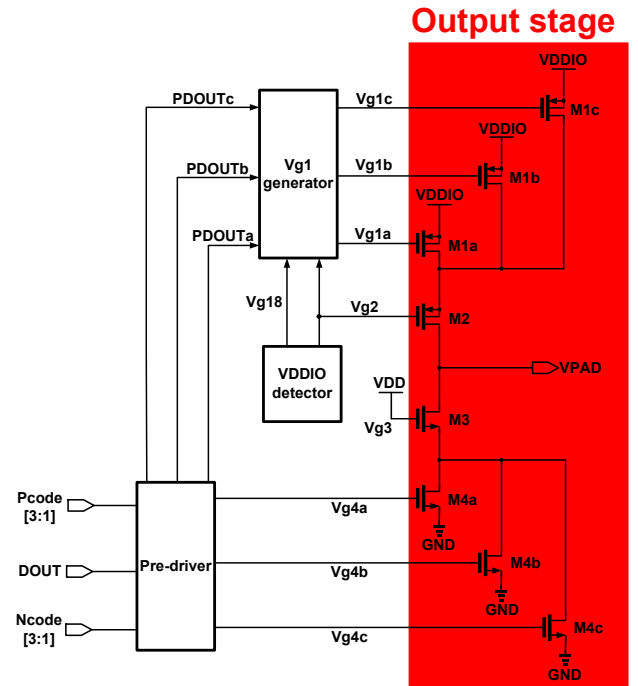 Output stage
VDDIO
PDOUTc
Vg1c
M1c
VDDIO
Vg1
generator
PDOUTb
Vg1b
M1b
VDDIO
PDOUTa
Vg1a
M1a
Vg18
Vg2
M2
VDDIO
detector
VDD
VPAD
Vg3
M3
Pcode
[3:1]
Vg4a
M4a
GND
DOUT
Pre-driver
Vg4b
M4b
GND
Ncode
[3:1]
Vg4c
M4c
GND